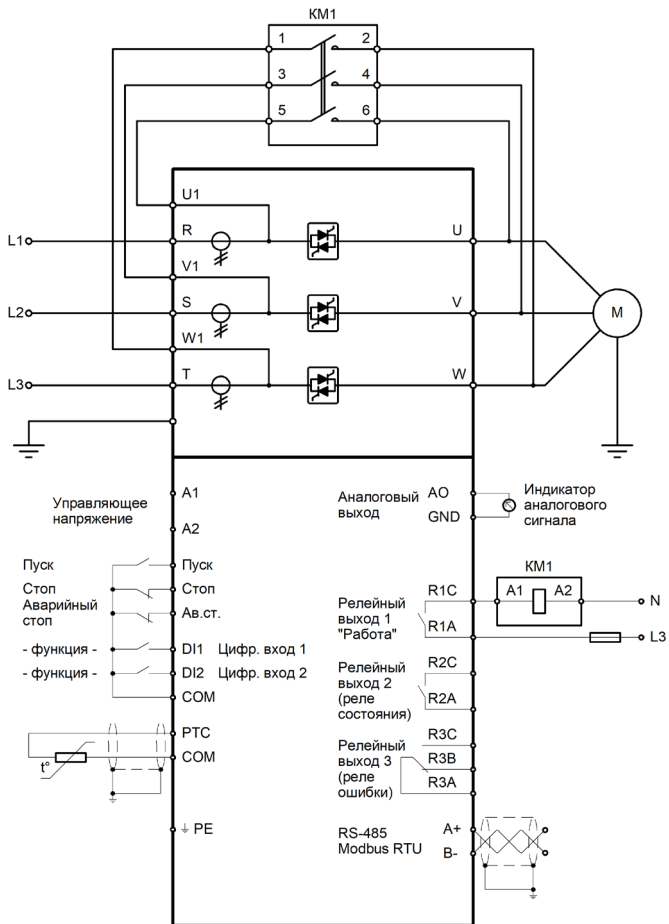 KM1
1
2
3
4
5
6
U1
L1
R
U
V1
L2
S
V
M
W1
L3
T
W
Управляющее
напряжение
A1
A2
Аналоговый
выход
AO
GND
Индикатор
аналогового
сигнала
Пуск
Пуск
Стоп
Стоп
Аварийный
стоп
Ав.ст.
- функция -
DI1 Цифр. вход 1
- функция -
DI2 Цифр. вход 2
COM
KM1
Релейный
выход 1
"Работа"
R1C
A1
A2
N
R1A
L3
Релейный
выход 2
(реле
состояния)
R2C
R2A
PTC
COM
t°
Релейный
выход 3
(реле
ошибки)
R3C
R3B
R3A
PE
RS-485
Modbus RTU
A+
B-